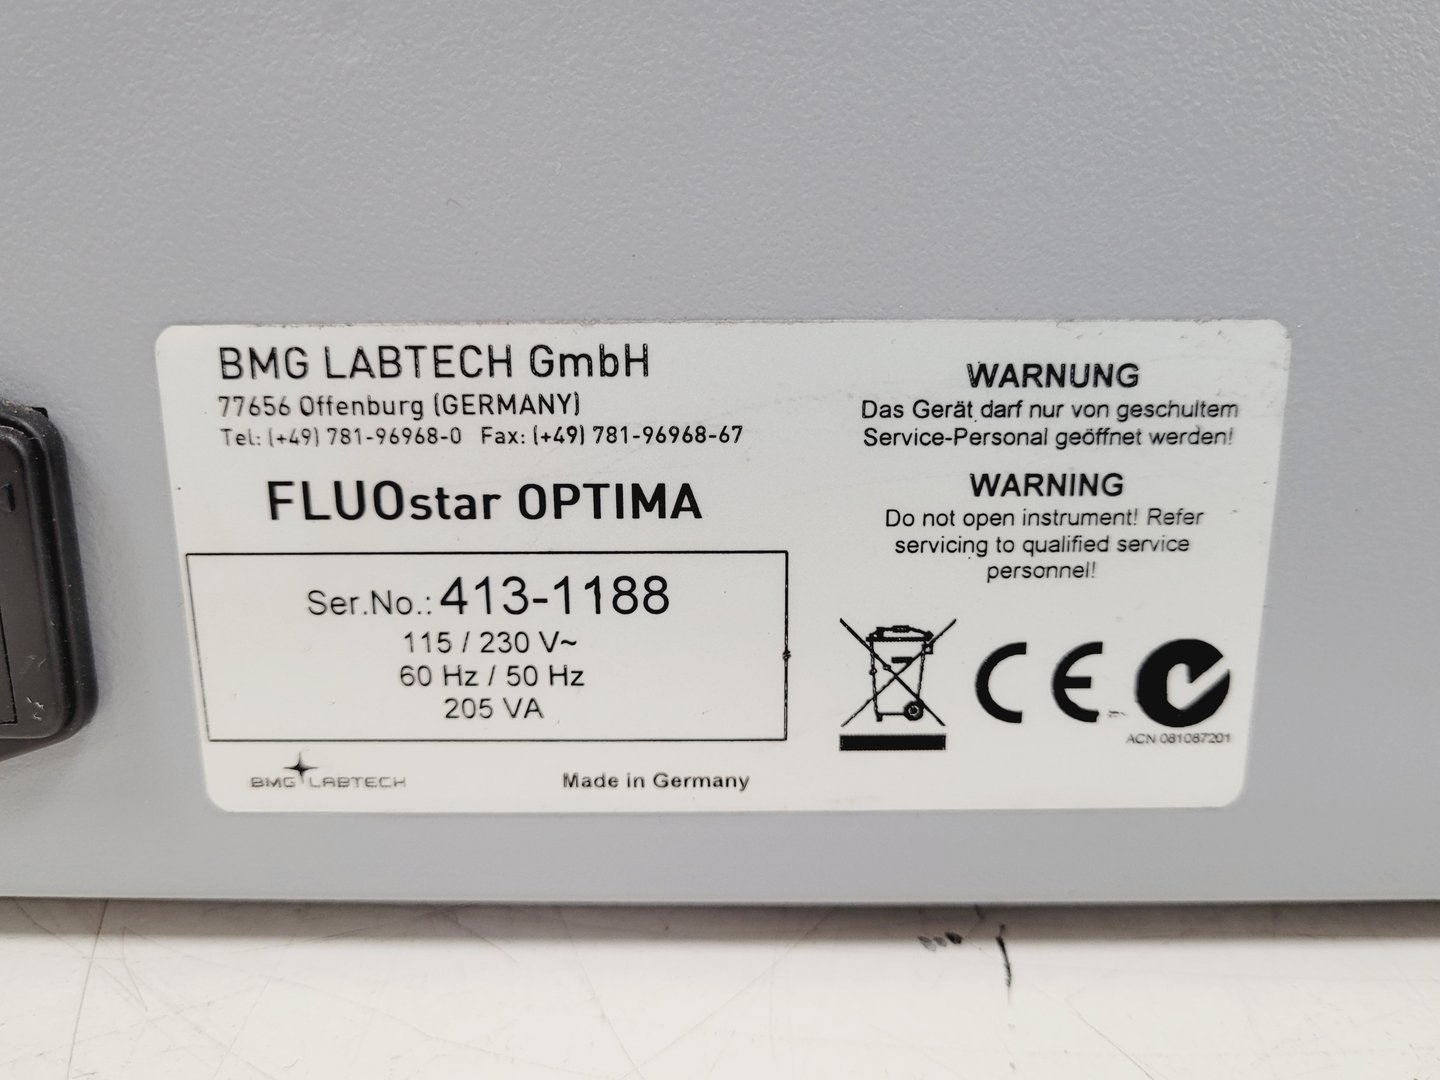 BMG LABTECH GmbH
77656 Offenburg (GERMANY)
Tel: (+49) 781-96968-0 Fax: (+49) 781-96968-67
FLUOstar OPTIMA
Ser.No.: 413-1188
115 / 230 V~
60 Hz / 50 Hz
205 VA
BMG LABTECH
Made in Germany
WARNUNG
Das Gerät darf nur von geschultem
Service-Personal geöffnet werden!
WARNING
Do not open instrument! Refer
servicing to qualified service
personnel!
CE
ACN 081087201